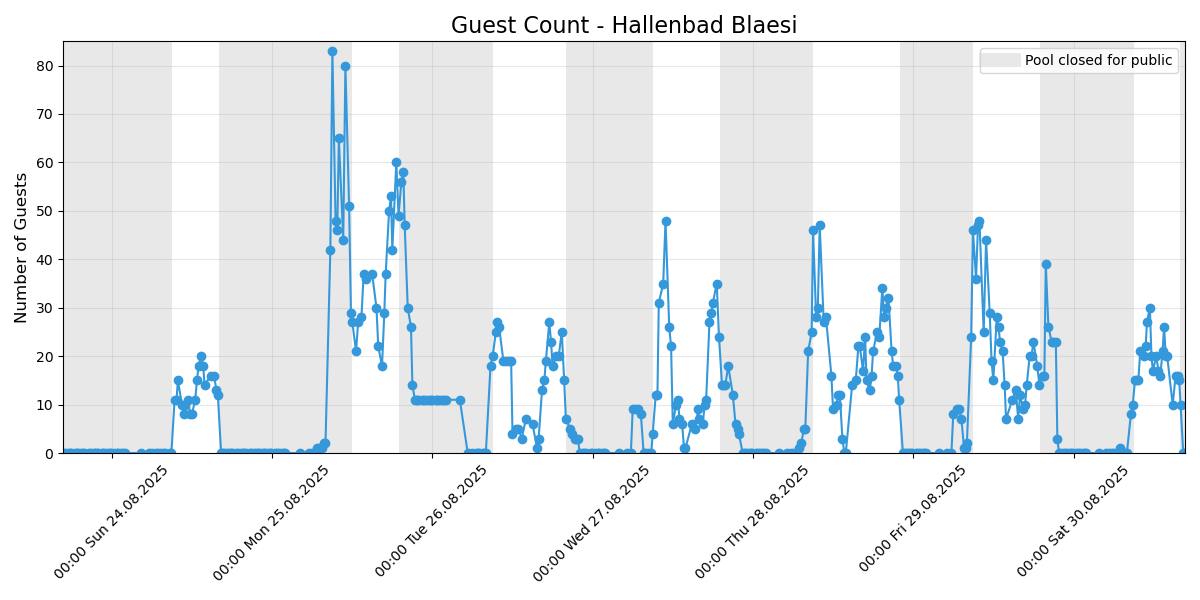 Guest Count - Hallenbad Blaesi
Pool closed for public
Number of Guests
80
70
60
50
40
30
20
10
0
00:00 Sun 24.08.2025
00:00 Mon 25.08.2025
00:00 Tue 26.08.2025
00:00 Wed 27.08.2025
00:00 Thu 28.08.2025
00:00 Fri 29.08.2025
00:00 Sat 30.08.2025